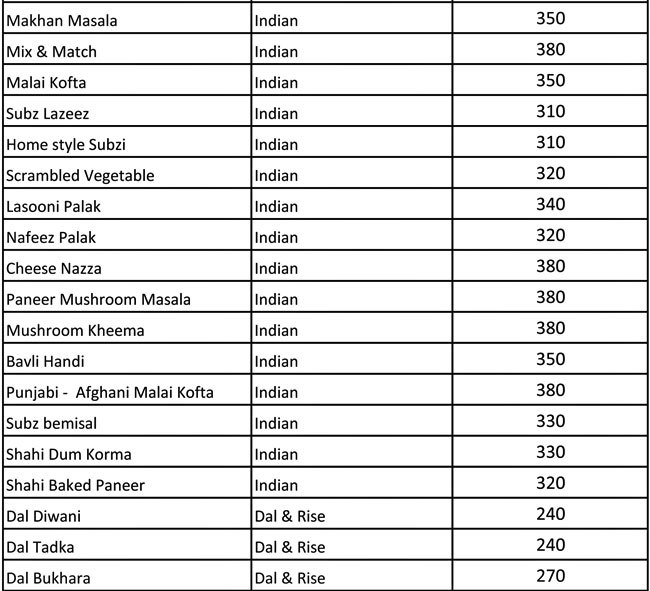 Makhan Masala Indian 350
Mix & Match Indian 380
Malai Kofta Indian 350
Subz Lazeez Indian 310
Home style Subzi Indian 310
Scrambled Vegetable Indian 320
Lasooni Palak Indian 340
Nafeez Palak Indian 320
Cheese Nazza Indian 380
Paneer Mushroom Masala Indian 380
Mushroom Kheema Indian 380
Bavli Handi Indian 350
Punjabi -  Afghani Malai Kofta Indian 380
Subz bemisal Indian 330
Shahi Dum Korma Indian 330
Shahi Baked Paneer Indian 320
Dal Diwani Dal & Rise 240
Dal Tadka Dal & Rise 240
Dal Bukhara Dal & Rise 270